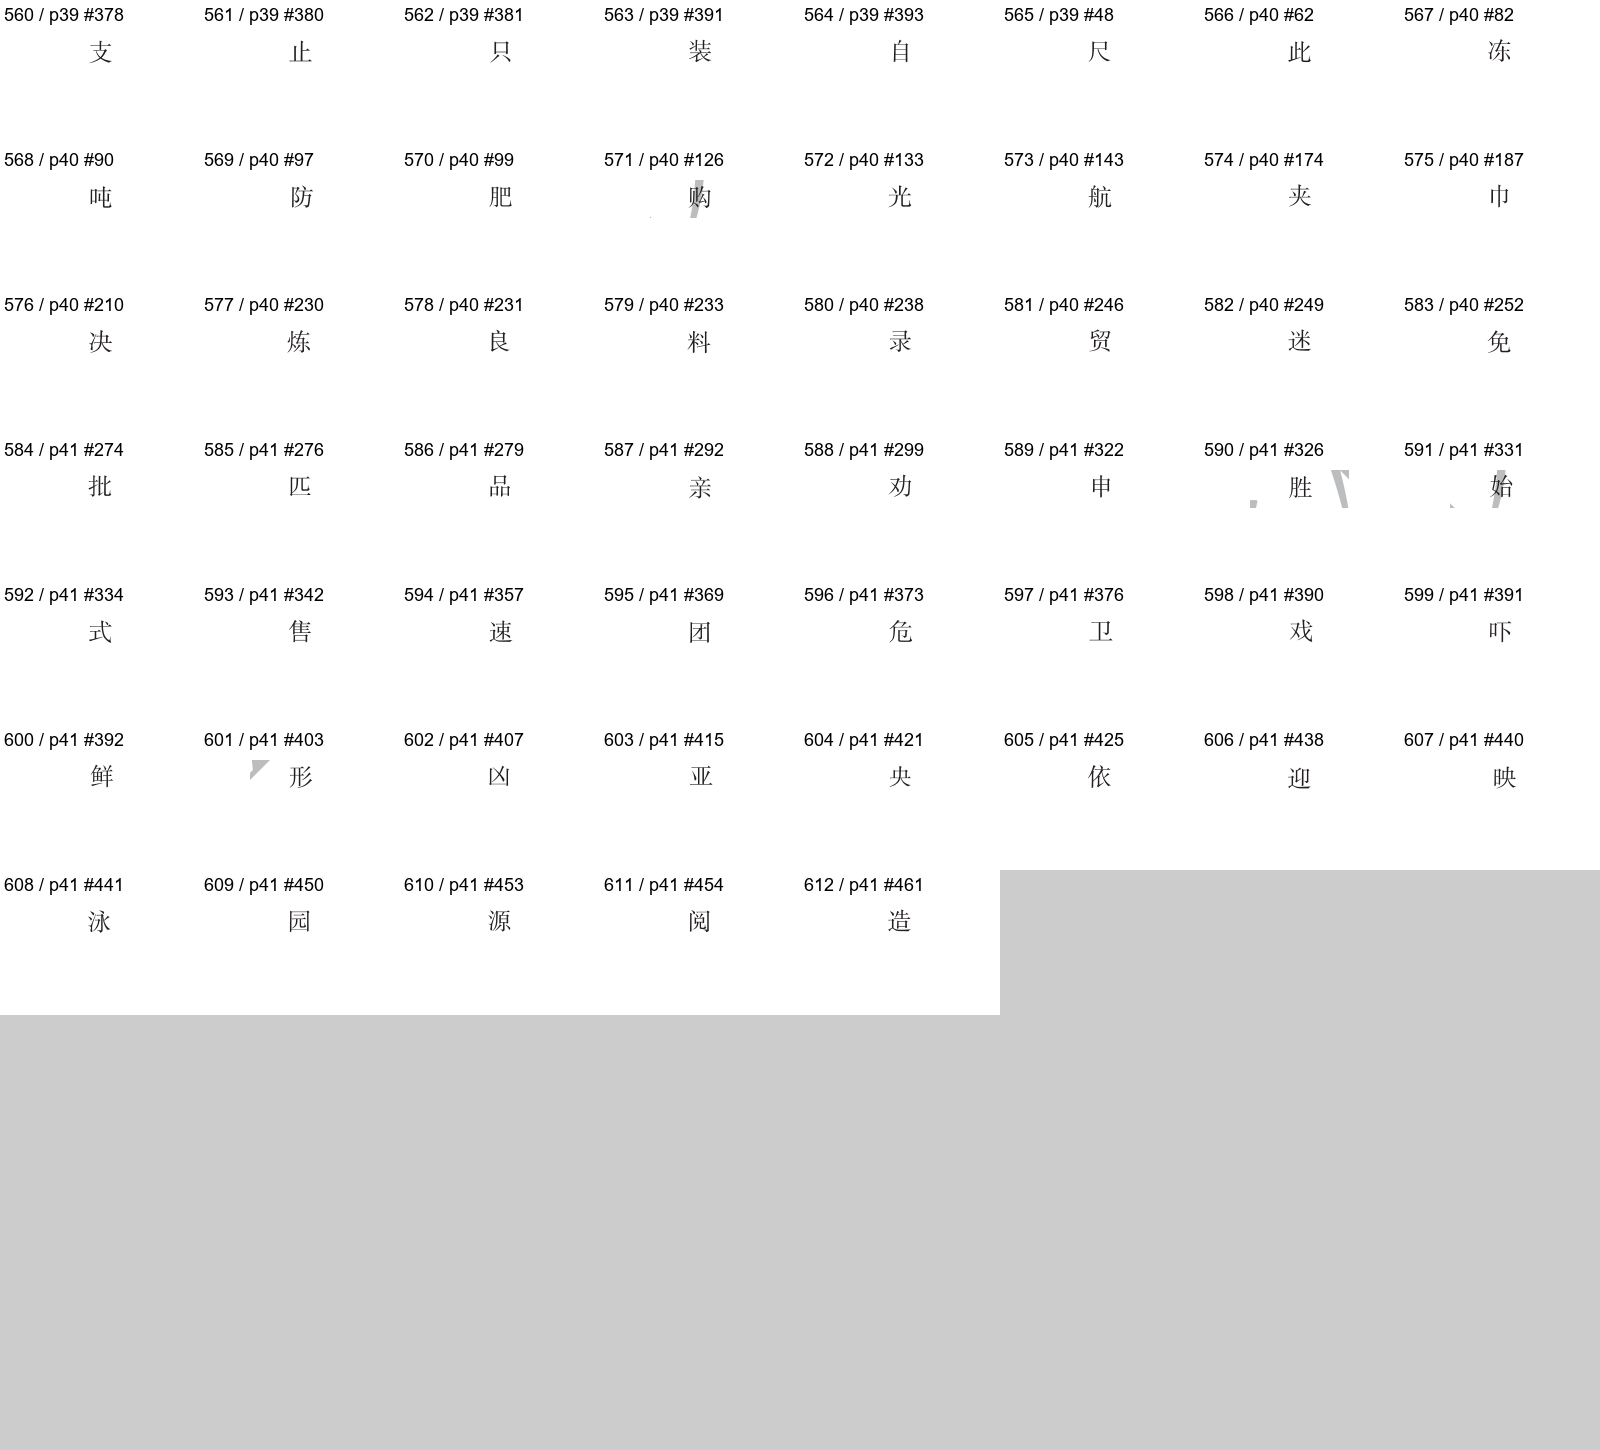 560 / p39 #378 561 / p39 #380 562 / p39 #381 563 / p39 #391 564 / p39 #393 565 / p39 #48 566 / p40 #62 567 / p40 #82
支 止 只 装 自 尺 此 冻
568 / p40 #90 569 / p40 #97 570 / p40 #99 571 / p40 #126 572 / p40 #133 573 / p40 #143 574 / p40 #174 575 / p40 #187
吨 防 肥 购 光 航 夹 巾
576 / p40 #210 577 / p40 #230 578 / p40 #231 579 / p40 #233 580 / p40 #238 581 / p40 #246 582 / p40 #249 583 / p40 #252
决 炼 良 料 录 贸 迷 免
584 / p41 #274 585 / p41 #276 586 / p41 #279 587 / p41 #292 588 / p41 #299 589 / p41 #322 590 / p41 #326 591 / p41 #331
批 匹 品 亲 劝 申 胜 始
592 / p41 #334 593 / p41 #342 594 / p41 #357 595 / p41 #369 596 / p41 #373 597 / p41 #376 598 / p41 #390 599 / p41 #391
式 售 速 团 危 卫 戏 吓
600 / p41 #392 601 / p41 #403 602 / p41 #407 603 / p41 #415 604 / p41 #421 605 / p41 #425 606 / p41 #438 607 / p41 #440
鲜 形 凶 亚 央 依 迎 映
608 / p41 #441 609 / p41 #450 610 / p41 #453 611 / p41 #454 612 / p41 #461
泳 园 源 阅 造